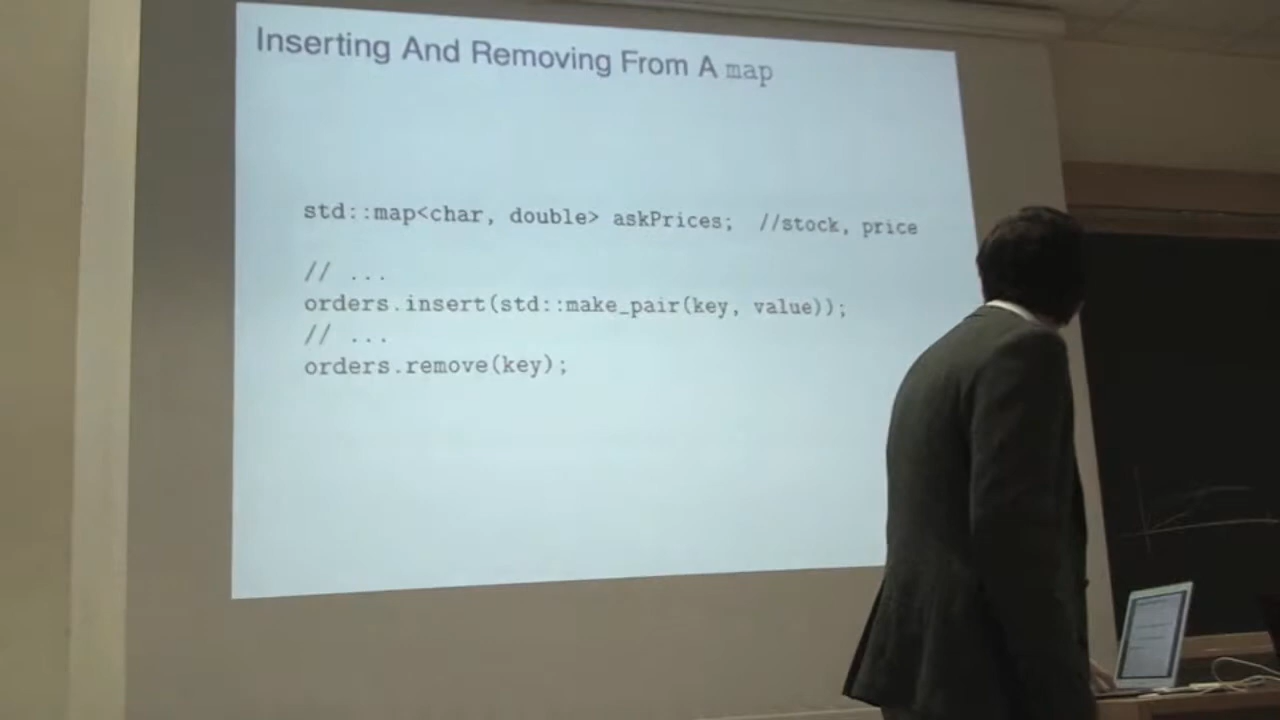 Inserting And Removing From A map
std::map<char, double> askPrices;  //stock, price
// ...
orders.insert(std::make_pair(key, value));
// ...
orders.remove(key);